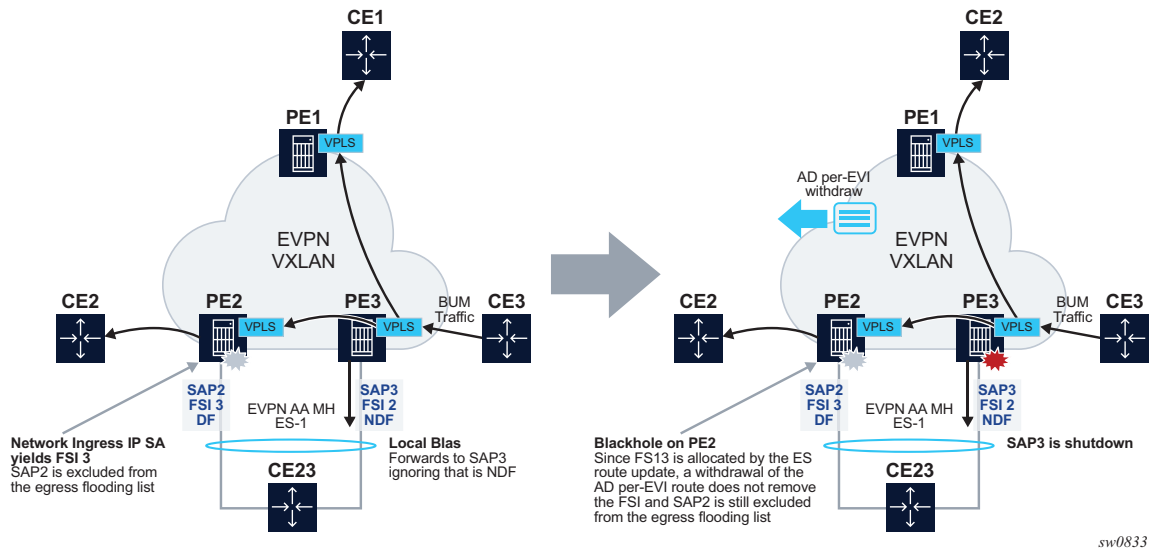 CE1
PE1
VPLS
EVPN
VXLAN
CE2
PE2
VPLS
PE3
VPLS
BUM
Traffic
CE3
SAP2
FSI 3
DF
EVPN AA MH
ES-1
SAP3
FSI 2
NDF
Network Ingress IP SA
yields FSI 3
SAP2 is excluded from
the egress flooding list
Local Blas
Forwards to SAP3
ignoring that is NDF
CE23
CE2
PE1
VPLS
AD per-EVI
withdraw
EVPN
VXLAN
CE2
PE2
VPLS
PE3
VPLS
BUM
Traffic
CE3
SAP2
FSI 3
DF
EVPN AA MH
ES-1
SAP3
FSI 2
NDF
Blackhole on PE2
Since FS13 is allocated by the ES
route update, a withdrawal of the
AD per-EVI route does not remove
the FSI and SAP2 is still excluded
from the egress flooding list
SAP3 is shutdown
CE23
sw0833